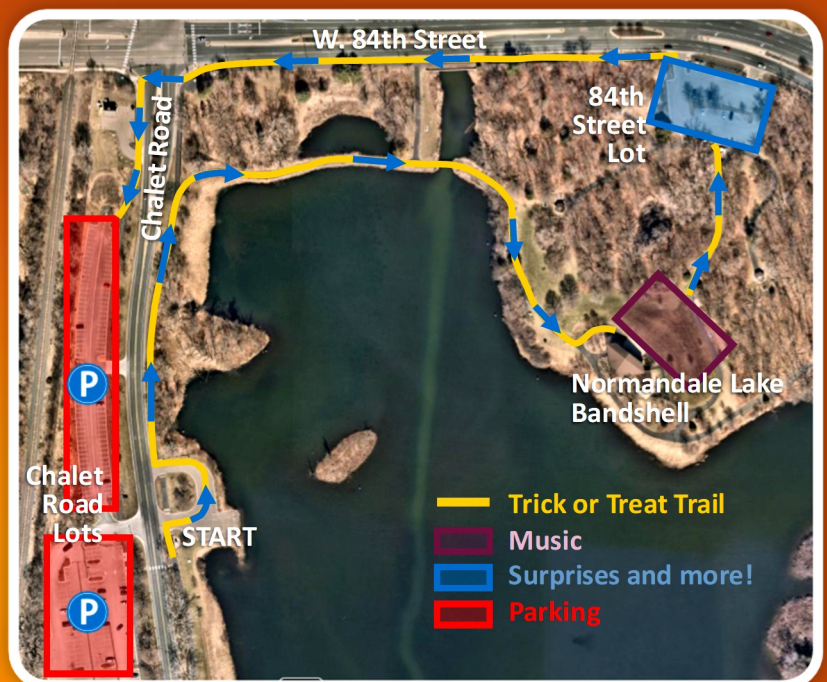 W. 84th Street
84th
Street
Lot
Chalet Road
P
Normandale Lake
Bandshell
Chalet
Road
Lots
START
P
Trick or Treat Trail
Music
Surprises and more!
Parking